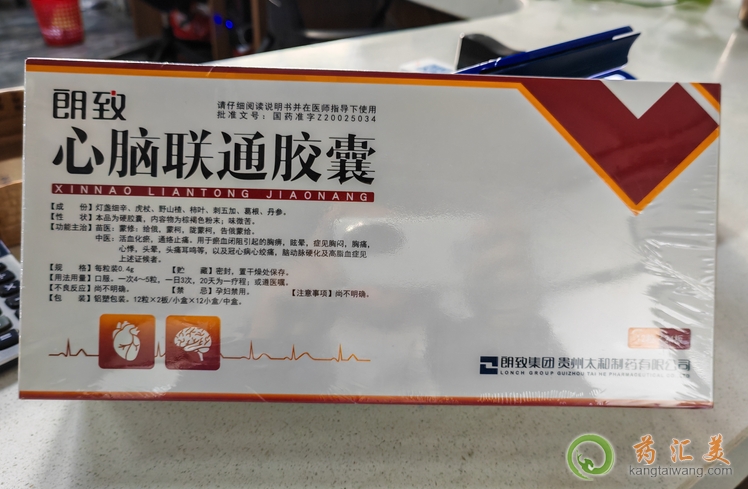 朗致
请仔细阅读说明书并在医师指导下使用
批准文号：国药准字Z20025034
心脑联通胶囊
XINNAO LIANTONG JIAONANG
【成 份】灯盏细辛、虎杖、野山楂、柿叶、刺五加、葛根、丹参。
【性 状】本品为硬胶囊，内容物为棕褐色粉末；味微苦。
【功能主治】苗医：蒙修：给俄，蒙柯，陇蒙柯，告俄蒙给。
中医：活血化瘀，通络止痛。用于瘀血闭阻引起的胸痹，眩晕，症见胸闷，胸痛，
心悸，头晕，头痛耳鸣等，以及冠心病心绞痛，脑动脉硬化及高脂血症见
上述证候者。
【规 格】每粒装0.4g 【贮 藏】密封，置干燥处保存。
【用法用量】口服。一次4~5粒，一日3次，20天为一疗程；或遵医嘱。
【不良反应】尚不明确。 【禁 忌】孕妇禁用。 【注意事项】尚不明确。
【包 装】铝塑包装。12粒×2板/小盒×12小盒/中盒。
朗致集团 贵州太和制药有限公司
LONCH GROUP GUIZHOU TAI HE PHARMACEUTICAL CO.,LTD
药汇美
kangtaiwang.com